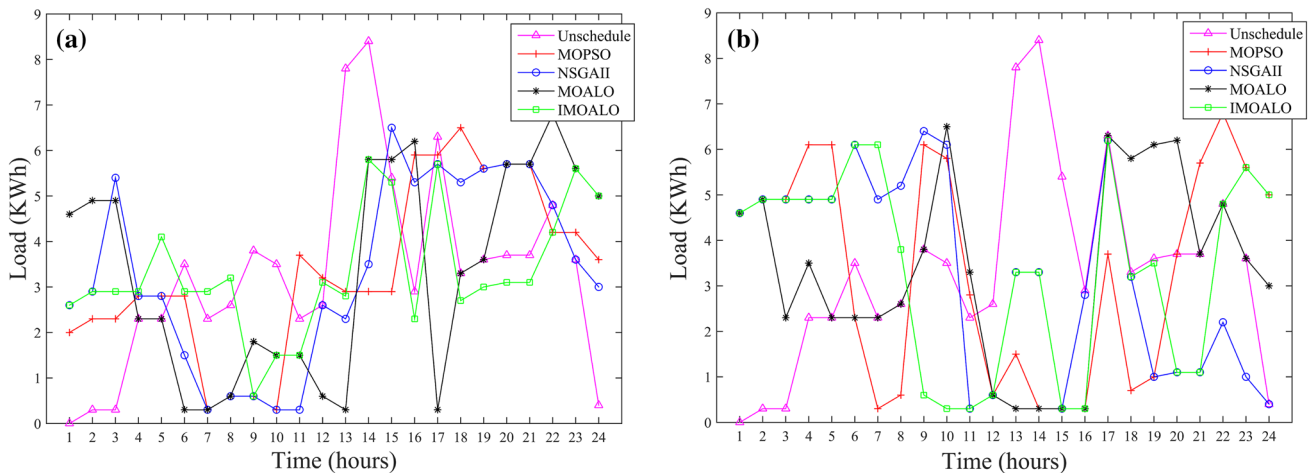 (a)
Unschedule
MOPSO
NSGAII
MOALO
IMOALO
9
8
7
6
5
4
3
2
1
0
Load (KWh)
1 2 3 4 5 6 7 8 9 10 11 12 13 14 15 16 17 18 19 20 21 22 23 24
Time (hours)
(b)
Unschedule
MOPSO
NSGAII
MOALO
IMOALO
9
8
7
6
5
4
3
2
1
0
Load (KWh)
1 2 3 4 5 6 7 8 9 10 11 12 13 14 15 16 17 18 19 20 21 22 23 24
Time (hours)